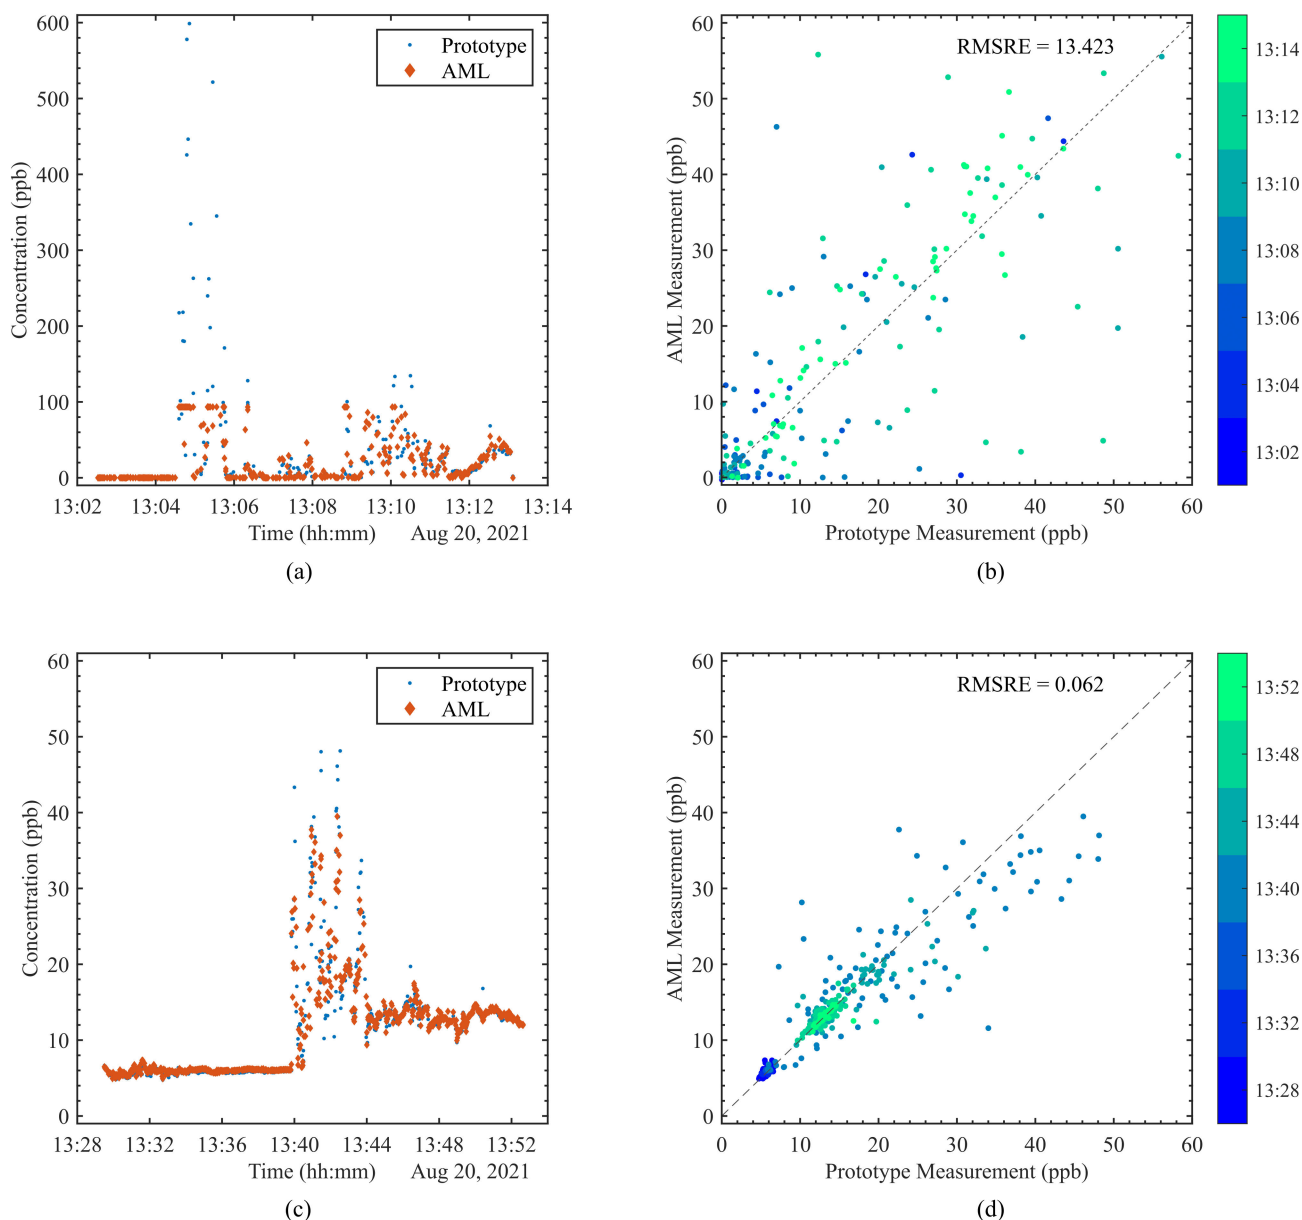 600
500
400
300
200
100
0
Concentration (ppb)
Prototype
AML
13:02 13:04 13:06 13:08 13:10 13:12 13:14
Time (hh:mm) Aug 20, 2021
(a)
60
50
40
30
20
10
0
AML Measurement (ppb)
RMSRE = 13.423
0 10 20 30 40 50 60
Prototype Measurement (ppb)
13:14
13:12
13:10
13:08
13:06
13:04
13:02
(b)
60
50
40
30
20
10
0
Concentration (ppb)
Prototype
AML
13:28 13:32 13:36 13:40 13:44 13:48 13:52
Time (hh:mm) Aug 20, 2021
(c)
60
50
40
30
20
10
0
AML Measurement (ppb)
RMSRE = 0.062
0 10 20 30 40 50 60
Prototype Measurement (ppb)
13:52
13:48
13:44
13:40
13:36
13:32
13:28
(d)